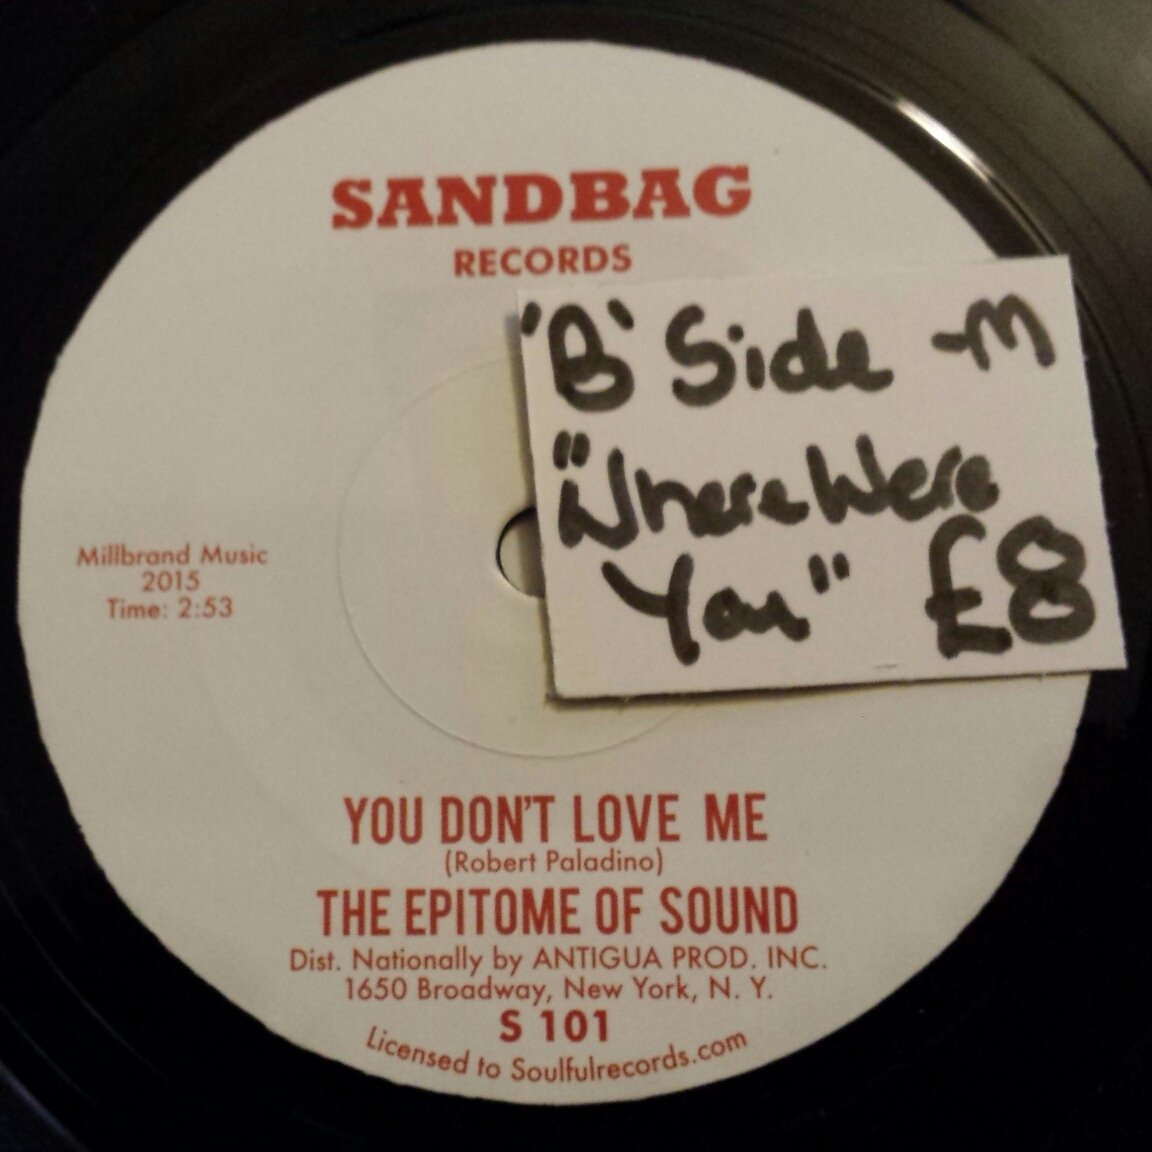 SANDBAG
RECORDS
'B' Side -M
"Where Were
You" £8
Millbrand Music
2015
Time: 2:53
YOU DON'T LOVE ME
(Robert Paladino)
THE EPITOME OF SOUND
Dist. Nationally by ANTIGUA PROD. INC.
1650 Broadway, New York, N. Y.
S 101
Licensed to Soulfulrecords.com